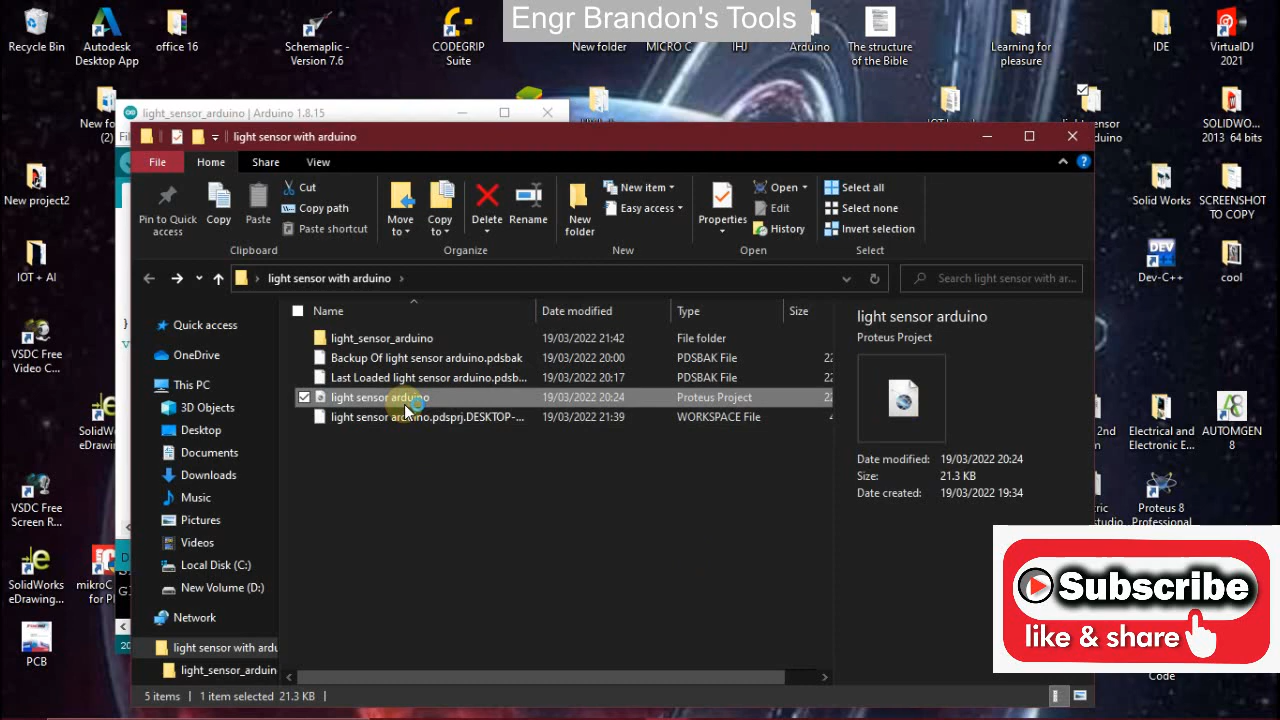 Engr Brandon's Tools
Recycle Bin
Autodesk
Desktop App
office 16
Schemaplic -
Version 7.6
CODEGRIP
Suite
New folder
MICRO C
IHJ
Arduino
The structure
of the Bible
Learning for
pleasure
IDE
VirtualDJ
2021
light_sensor_arduino | Arduino 1.8.15
light sensor with arduino
File
Home
Share
View
Pin to Quick
access
Copy
Paste
Cut
Copy path
Paste shortcut
Clipboard
Move
to
Copy
to
Delete
Rename
Organize
New
folder
New item
Easy access
New
Properties
Open
Edit
History
Open
Select all
Select none
Invert selection
Select
light sensor with arduino
Search light sensor with ar...
Name
Date modified
Type
Size
light_sensor_arduino
19/03/2022 21:42
File folder
Backup Of light sensor arduino.pdsbak
19/03/2022 20:00
PDSBAK File
22
Last Loaded light sensor arduino.pdsb...
19/03/2022 20:17
PDSBAK File
22
light sensor arduino
19/03/2022 20:24
Proteus Project
22
light sensor arduino.pdsprj.DESKTOP-...
19/03/2022 21:39
WORKSPACE File
4
Quick access
OneDrive
This PC
3D Objects
Desktop
Documents
Downloads
Music
Pictures
Videos
Local Disk (C:)
New Volume (D:)
Network
light sensor with ardu
light_sensor_arduin
5 items
1 item selected 21.3 KB
light sensor arduino
Proteus Project
Date modified: 19/03/2022 20:24
Size: 21.3 KB
Date created: 19/03/2022 19:34
New project2
IOT + AI
VSDC Free
Video C...
VSDC Free
Screen R...
SolidWorks
eDrawing...
mikroC
for PI
PCB
SOLIDWO...
2013 64 bits
Solid Works
SCREENSHOT
TO COPY
Dev-C++
cool
Electrical and
Electronic E...
AUTOMGEN
8
Proteus 8
Professional
Subscribe
like & share
Code